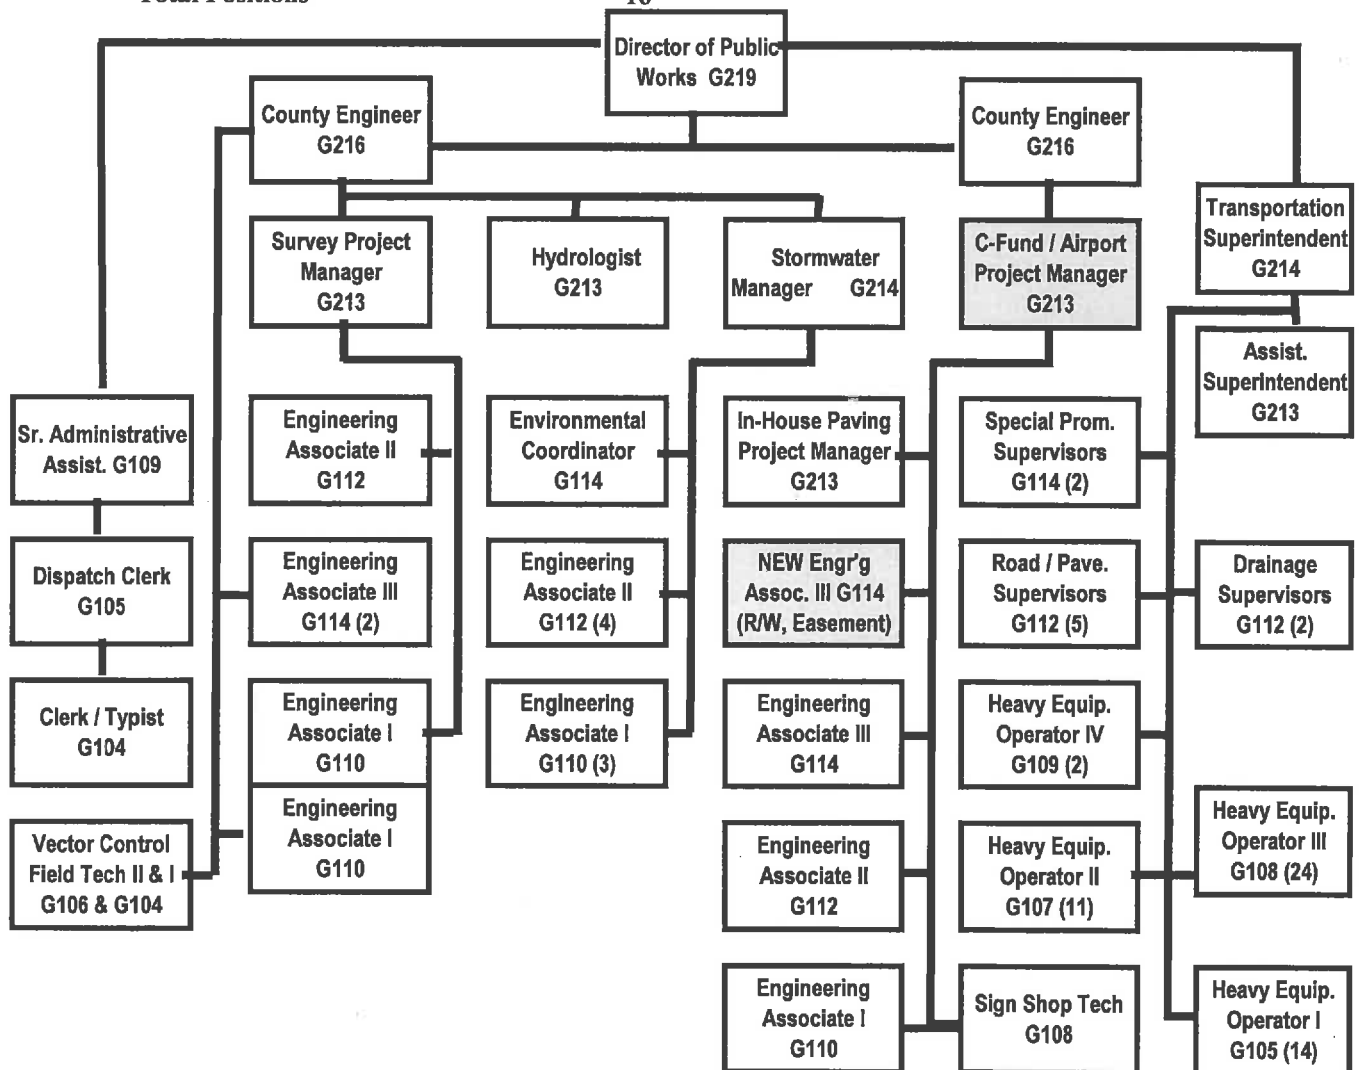 Total Positions
Director of Public
Works G219
County Engineer
G216
County Engineer
G216
Transportation
Superintendent
G214
Survey Project
Manager
G213
Hydrologist
G213
Stormwater
Manager G214
C-Fund / Airport
Project Manager
G213
Assist.
Superintendent
G213
Sr. Administrative
Assist. G109
Engineering
Associate II
G112
Environmental
Coordinator
G114
In-House Paving
Project Manager
G213
Special Prom.
Supervisors
G114 (2)
Dispatch Clerk
G105
Engineering
Associate III
G114 (2)
Engineering
Associate II
G112 (4)
NEW Engr'g
Assoc. III G114
(R/W, Easement)
Road / Pave.
Supervisors
G112 (5)
Drainage
Supervisors
G112 (2)
Clerk / Typist
G104
Engineering
Associate I
G110
Engineering
Associate I
G110 (3)
Engineering
Associate III
G114
Heavy Equip.
Operator IV
G109 (2)
Vector Control
Field Tech II & I
G106 & G104
Engineering
Associate I
G110
Engineering
Associate II
G112
Heavy Equip.
Operator II
G107 (11)
Heavy Equip.
Operator III
G108 (24)
Engineering
Associate I
G110
Sign Shop Tech
G108
Heavy Equip.
Operator I
G105 (14)